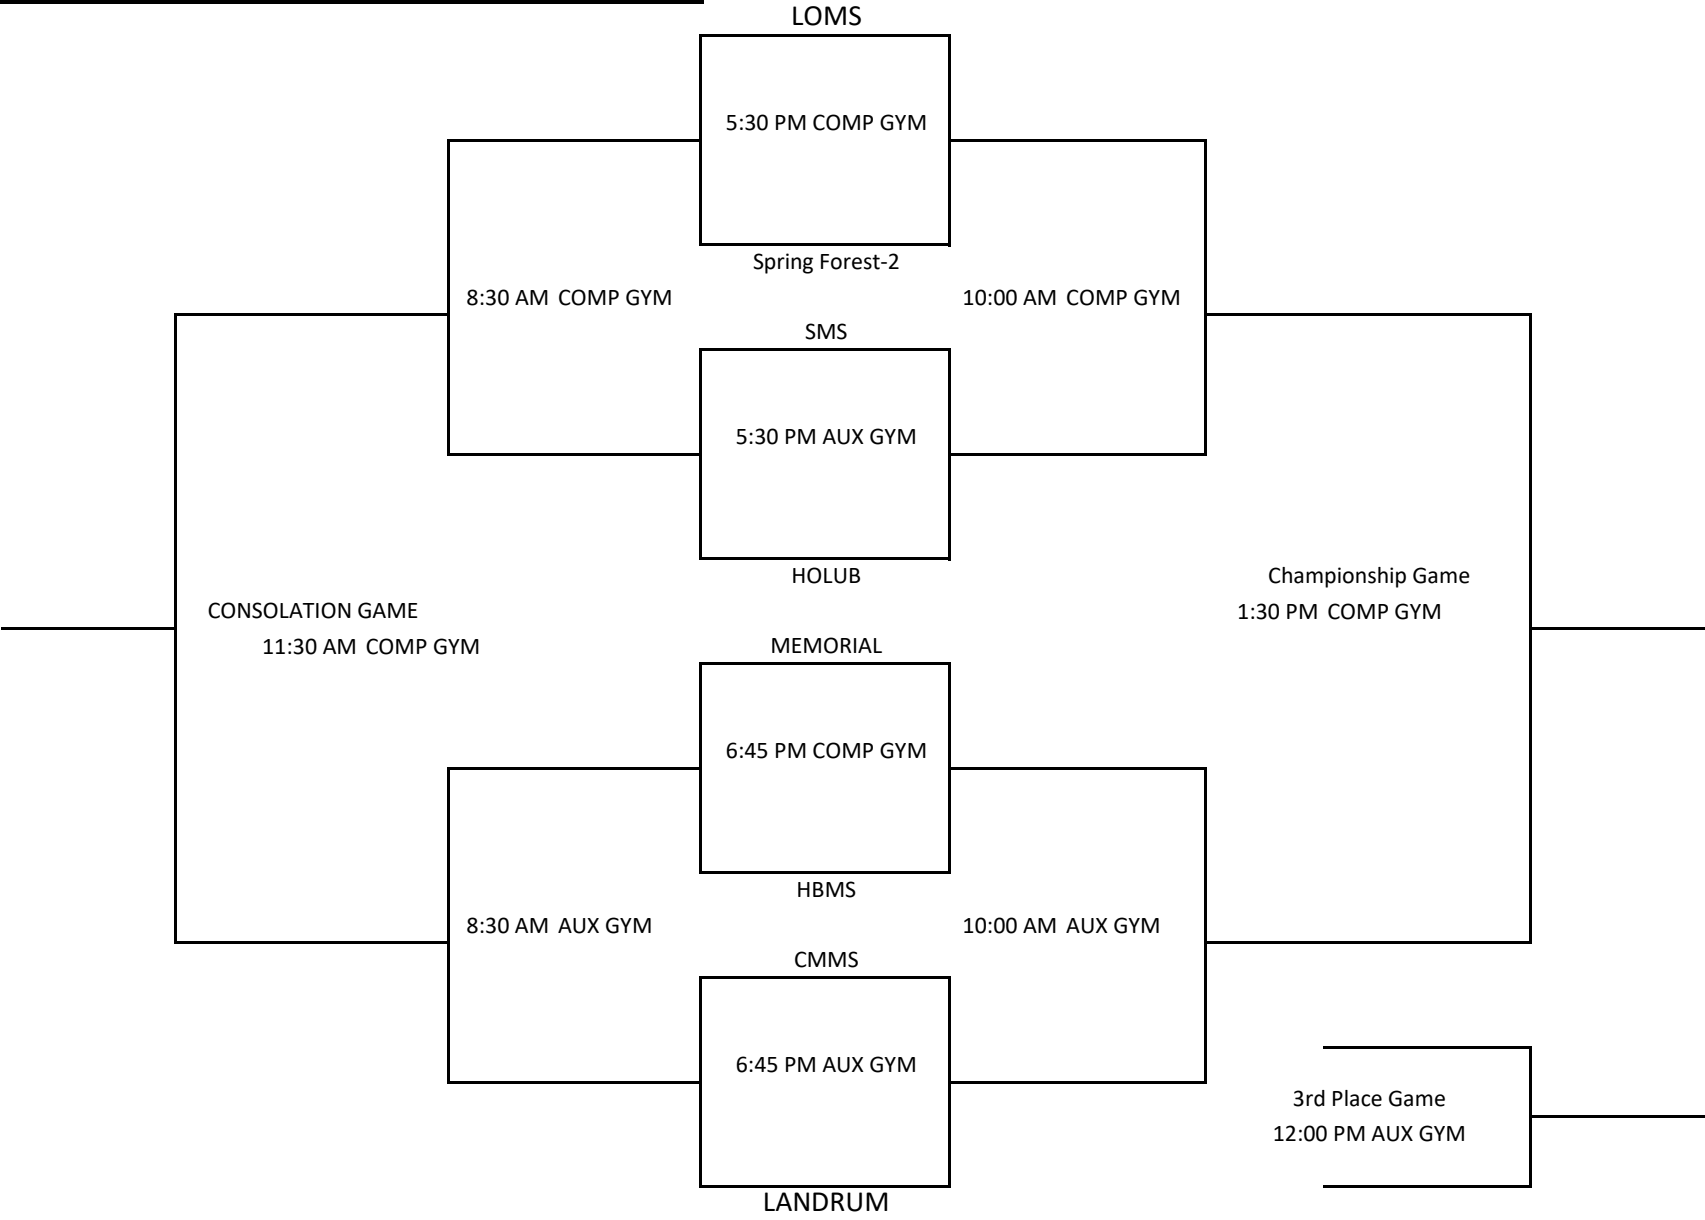 LOMS
5:30 PM COMP GYM
Spring Forest-2
8:30 AM COMP GYM
10:00 AM COMP GYM
SMS
5:30 PM AUX GYM
HOLUB
Championship Game
CONSOLATION GAME
1:30 PM COMP GYM
11:30 AM COMP GYM
MEMORIAL
6:45 PM COMP GYM
HBMS
8:30 AM AUX GYM
10:00 AM AUX GYM
CMMS
6:45 PM AUX GYM
3rd Place Game
12:00 PM AUX GYM
LANDRUM